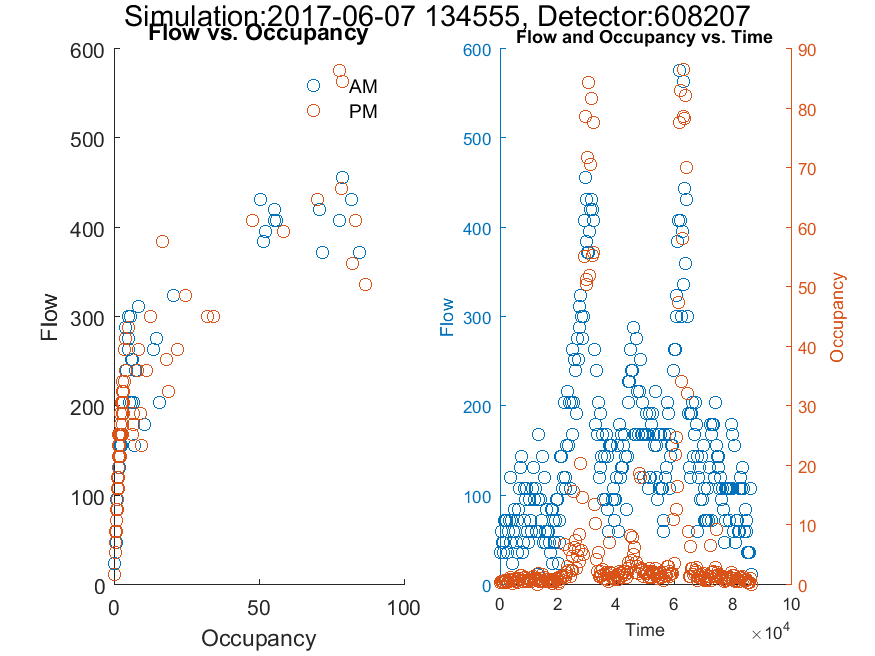 Simulation:2017-06-07 134555, Detector:608207
Flow vs. Occupancy
Flow and Occupancy vs. Time
AM
PM
600
500
400
300
200
100
0
Flow
0 50 100
Occupancy
600
500
400
300
200
100
0
Flow
90
80
70
60
50
40
30
20
10
0
Occupancy
0 2 4 6 8 10
×10^4
Time